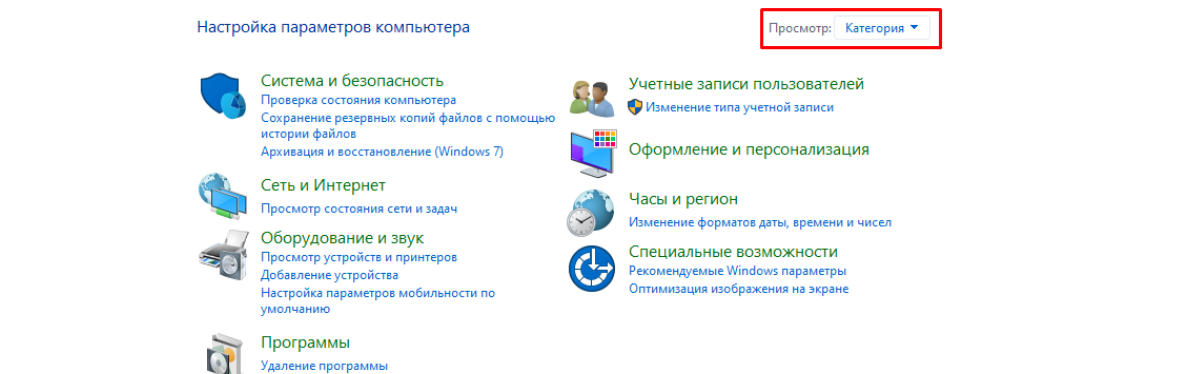 Настройка параметров компьютера
Просмотр: Категория
Система и безопасность
Проверка состояния компьютера
Сохранение резервных копий файлов с помощью
истории файлов
Архивация и восстановление (Windows 7)
Сеть и Интернет
Просмотр состояния сети и задач
Оборудование и звук
Просмотр устройств и принтеров
Добавление устройства
Настройка параметров мобильности по
умолчанию
Программы
Удаление программы
Учетные записи пользователей
Изменение типа учетной записи
Оформление и персонализация
Часы и регион
Изменение форматов даты, времени и чисел
Специальные возможности
Рекомендуемые Windows параметры
Оптимизация изображения на экране